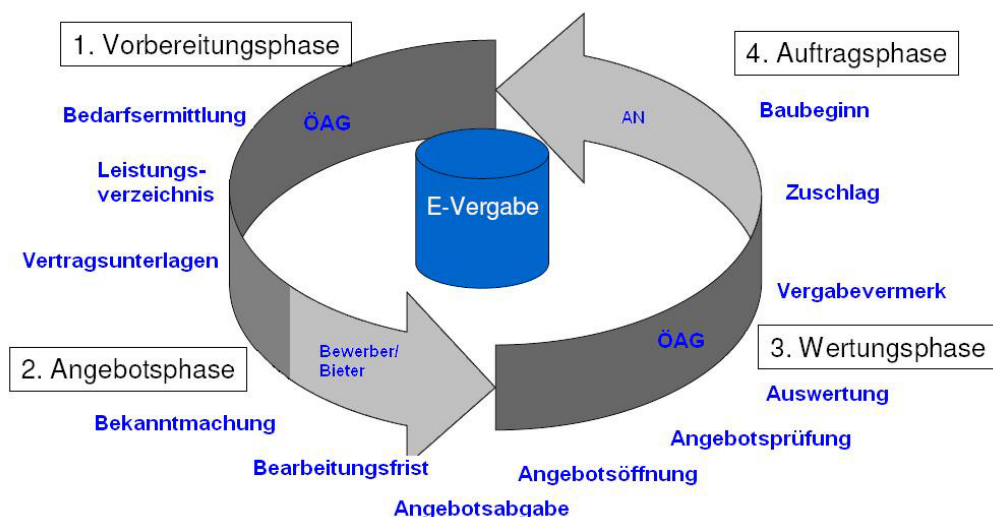 1. Vorbereitungsphase
4. Auftragsphase
Bedarfsermittlung
ÖAG
AN
Baubeginn
Leistungs-
verzeichnis
E-Vergabe
Zuschlag
Vertragsunterlagen
Vergabevermerk
2. Angebotsphase
Bewerber/
Bieter
ÖAG
3. Wertungsphase
Auswertung
Bekanntmachung
Angebotsprüfung
Bearbeitungsfrist
Angebotsöffnung
Angebotsabgabe